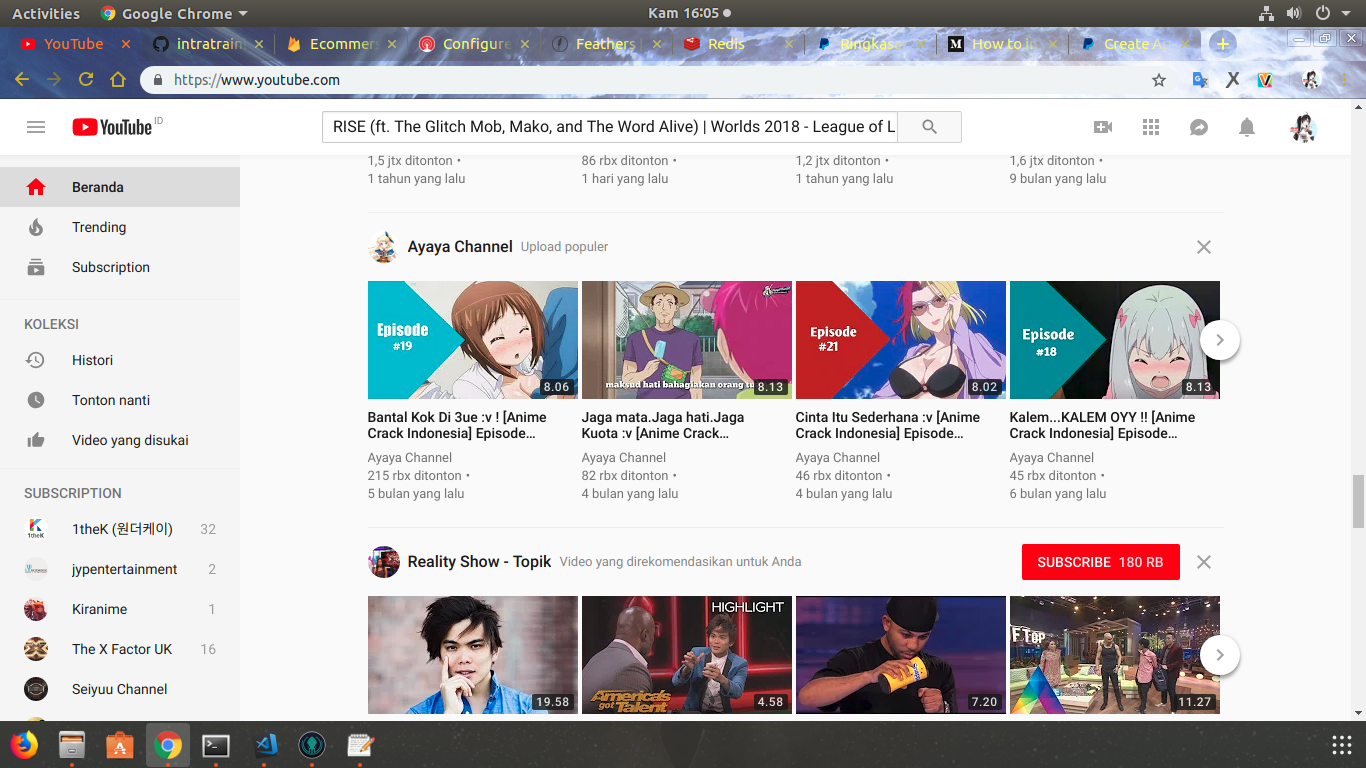 Activities
Google Chrome
Kam 16:05
YouTube
intratrain
Ecommer
Configure
Feathers
Redis
Ringkasa
How to i
Create A
https://www.youtube.com
YouTube ID
RISE (ft. The Glitch Mob, Mako, and The Word Alive) | Worlds 2018 - League of L
Beranda
Trending
Subscription
KOLEKSI
Histori
Tonton nanti
Video yang disukai
SUBSCRIPTION
1theK (원더케이) 32
jypentertainment 2
Kiranime 1
The X Factor UK 16
Seiyuu Channel
1,5 jtx ditonton •
1 tahun yang lalu
86 rbx ditonton •
1 hari yang lalu
1,2 jtx ditonton •
1 tahun yang lalu
1,6 jtx ditonton •
9 bulan yang lalu
Ayaya Channel Upload populer
Episode
#19
8.06
Bantal Kok Di 3ue :v ! [Anime
Crack Indonesia] Episode...
Ayaya Channel
215 rbx ditonton •
5 bulan yang lalu
maksud hati bahagiakan orang tu
8.13
Jaga mata.Jaga hati.Jaga
Kuota :v [Anime Crack...
Ayaya Channel
82 rbx ditonton •
4 bulan yang lalu
Episode
#21
8.02
Cinta Itu Sederhana :v [Anime
Crack Indonesia] Episode...
Ayaya Channel
46 rbx ditonton •
4 bulan yang lalu
Episode
#18
8.13
Kalem...KALEM OYY !! [Anime
Crack Indonesia] Episode...
Ayaya Channel
45 rbx ditonton •
6 bulan yang lalu
Reality Show - Topik Video yang direkomendasikan untuk Anda
SUBSCRIBE 180 RB
19.58
HIGHLIGHT
America's
got Talent
4.58
7.20
FTOP
11.27